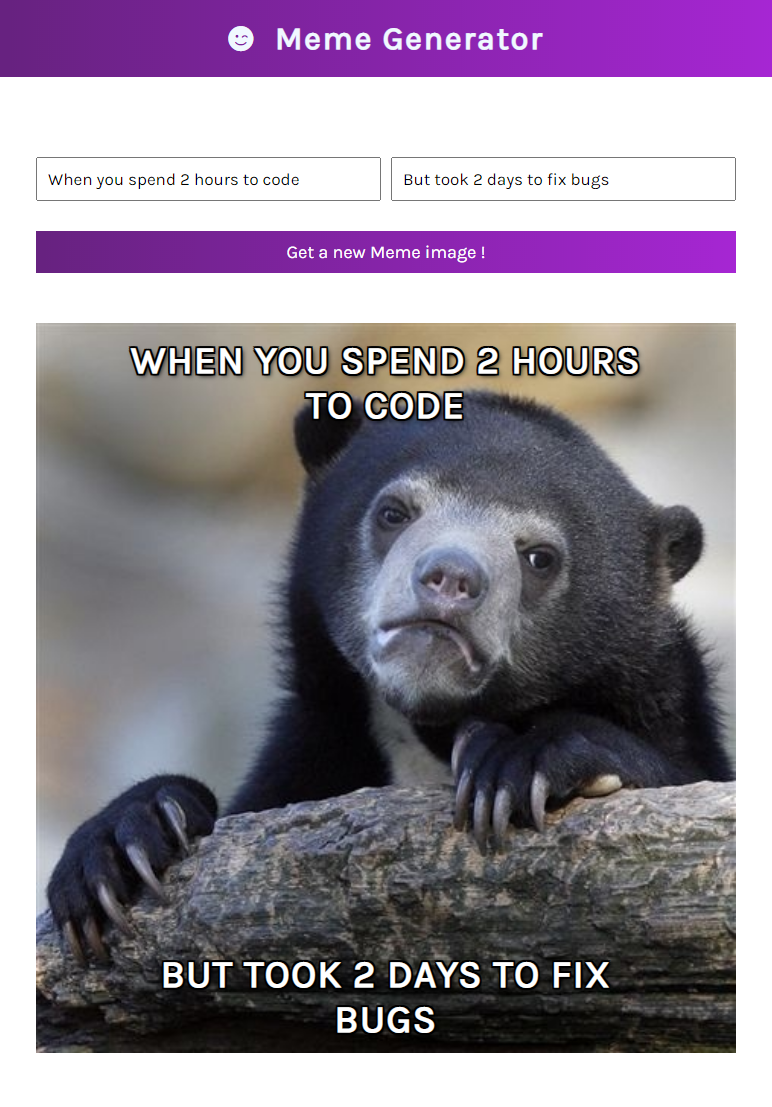 Meme Generator
When you spend 2 hours to code
But took 2 days to fix bugs
Get a new Meme image !
WHEN YOU SPEND 2 HOURS
TO CODE
BUT TOOK 2 DAYS TO FIX
BUGS